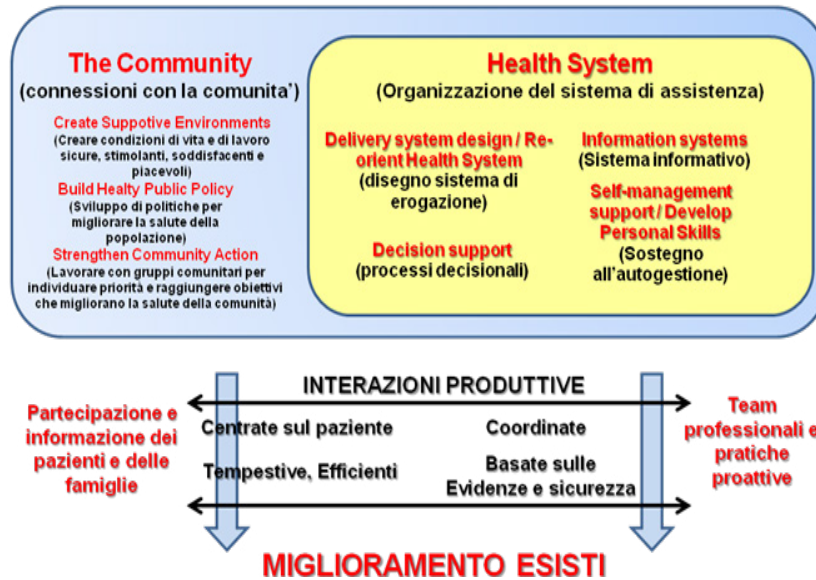 The Community
(connessioni con la comunita')
Create Suppotive Environments
(Creare condizioni di vita e di lavoro
sicure, stimolanti, soddisfacenti e
piacevoli)
Build Healty Public Policy
(Sviluppo di politiche per
migliorare la salute della
popolazione)
Strengthen Community Action
(Lavorare con gruppi comunitari per
individuare priorità e raggiungere obiettivi
che migliorano la salute della comunità)
Health System
(Organizzazione del sistema di assistenza)
Delivery system design / Re-
orient Health System
(disegno sistema di
erogazione)
Decision support
(processi decisionali)
Information systems
(Sistema informativo)
Self-management
support / Develop
Personal Skills
(Sostegno
all'autogestione)
INTERAZIONI PRODUTTIVE
Partecipazione e
informazione dei
pazienti e delle
famiglie
Centrate sul paziente
Coordinate
Tempestive, Efficienti
Basate sulle
Evidenze e sicurezza
Team
professionali e
pratiche
proattive
MIGLIORAMENTO ESISTI